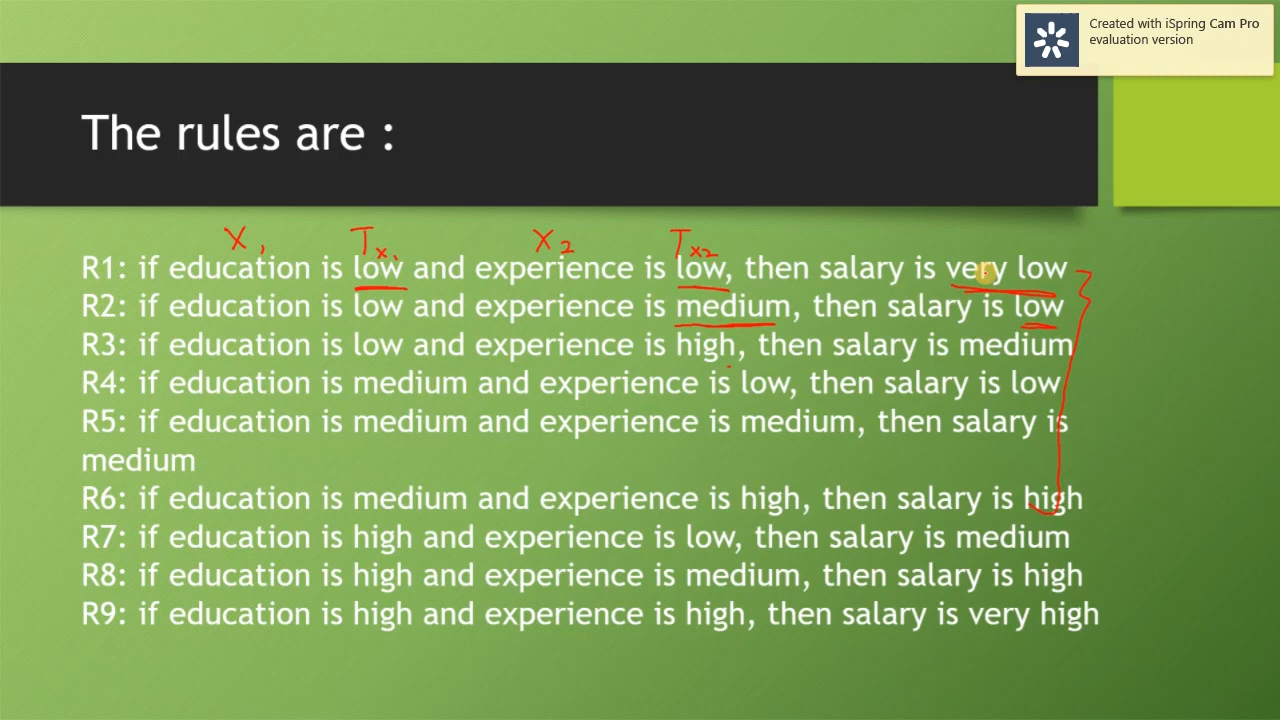 Created with iSpring Cam Pro
evaluation version
The rules are :
X₁ Tx₁ X₂ Tx2
R1: if education is low and experience is low, then salary is very low
R2: if education is low and experience is medium, then salary is low
R3: if education is low and experience is high, then salary is medium
R4: if education is medium and experience is low, then salary is low
R5: if education is medium and experience is medium, then salary is
medium
R6: if education is medium and experience is high, then salary is high
R7: if education is high and experience is low, then salary is medium
R8: if education is high and experience is medium, then salary is high
R9: if education is high and experience is high, then salary is very high